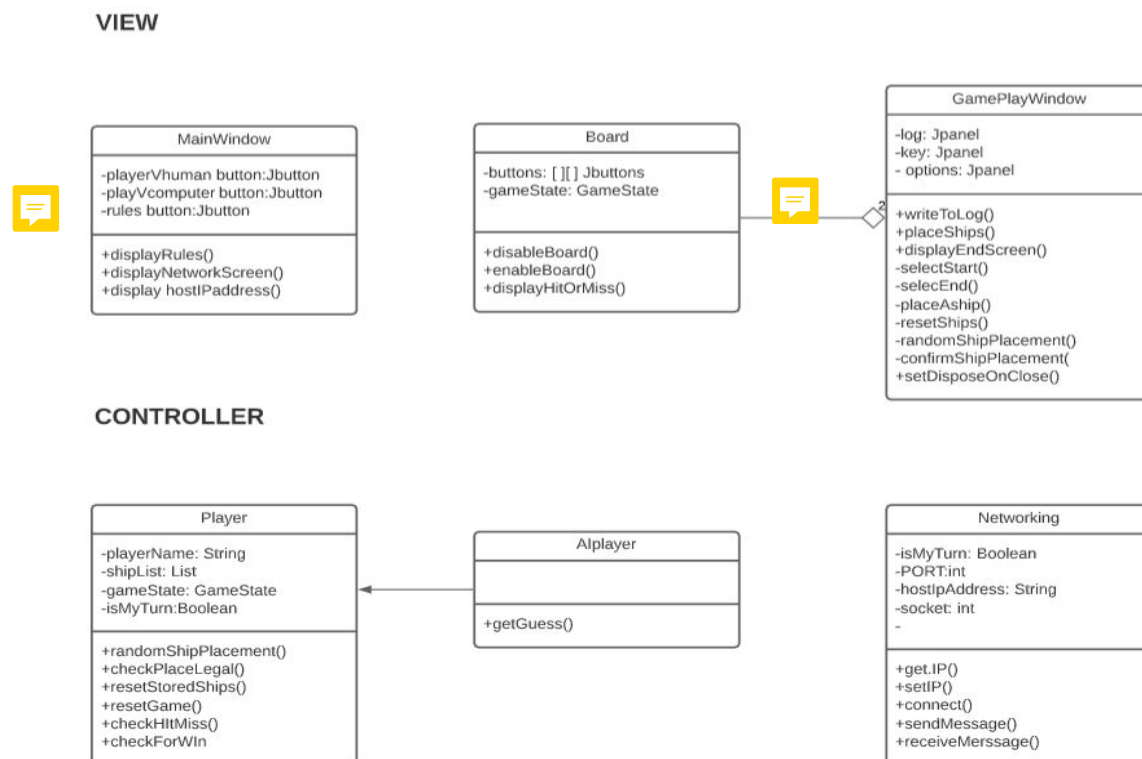 VIEW
MainWindow
-playerVhuman button:Jbutton
-playVcomputer button:Jbutton
-rules button:Jbutton
+displayRules()
+displayNetworkScreen()
+display hostIPaddress()
Board
-buttons: [ ][ ] Jbuttons
-gameState: GameState
+disableBoard()
+enableBoard()
+displayHitOrMiss()
2
GamePlayWindow
-log: Jpanel
-key: Jpanel
- options: Jpanel
+writeToLog()
+placeShips()
+displayEndScreen()
-selectStart()
-selecEnd()
-placeAship()
-resetShips()
-randomShipPlacement()
-confirmShipPlacement(
+setDisposeOnClose()
CONTROLLER
Player
-playerName: String
-shipList: List
-gameState: GameState
-isMyTurn:Boolean
+randomShipPlacement()
+checkPlaceLegal()
+resetStoredShips()
+resetGame()
+checkHItMiss()
+checkForWIn
AIplayer
+getGuess()
Networking
-isMyTurn: Boolean
-PORT:int
-hostIpAddress: String
-socket: int
-
+get.IP()
+setIP()
+connect()
+sendMessage()
+receiveMerssage()